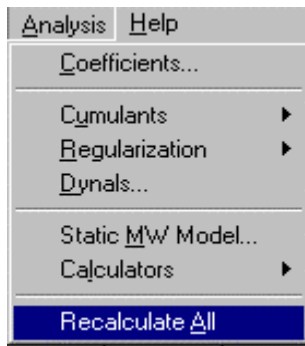 Analysis Help
Coefficients...
Cumulants
Regularization
Dynals...
Static MW Model...
Calculators
Recalculate All